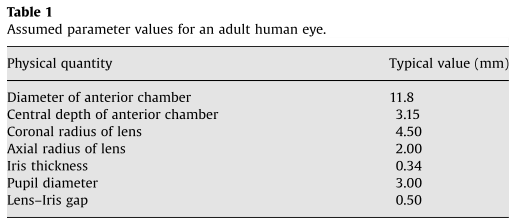 Table 1
Assumed parameter values for an adult human eye.
Physical quantity Typical value (mm)
Diameter of anterior chamber 11.8
Central depth of anterior chamber 3.15
Coronal radius of lens 4.50
Axial radius of lens 2.00
Iris thickness 0.34
Pupil diameter 3.00
Lens–Iris gap 0.50